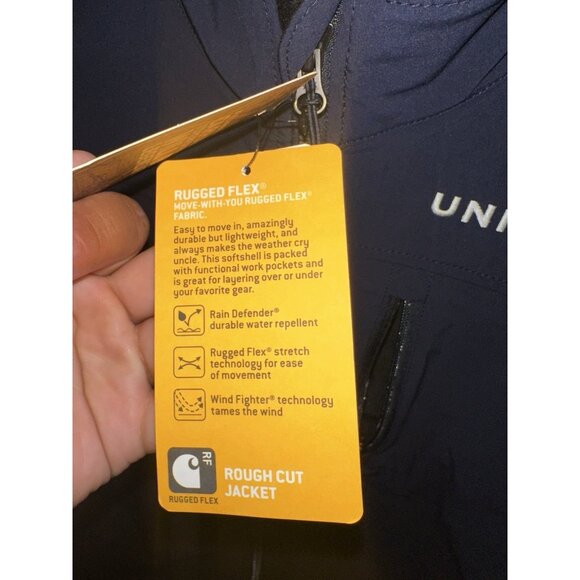 RUGGED FLEX®
MOVE-WITH-YOU RUGGED FLEX®
FABRIC.
Easy to move in, amazingly
durable but lightweight, and
always makes the weather cry
uncle. This softshell is packed
with functional work pockets and
is great for layering over or under
your favorite gear.
Rain Defender®
durable water repellent
Rugged Flex® stretch
technology for ease
of movement
Wind Fighter® technology
tames the wind
RF
RUGGED FLEX
ROUGH CUT
JACKET
UNI